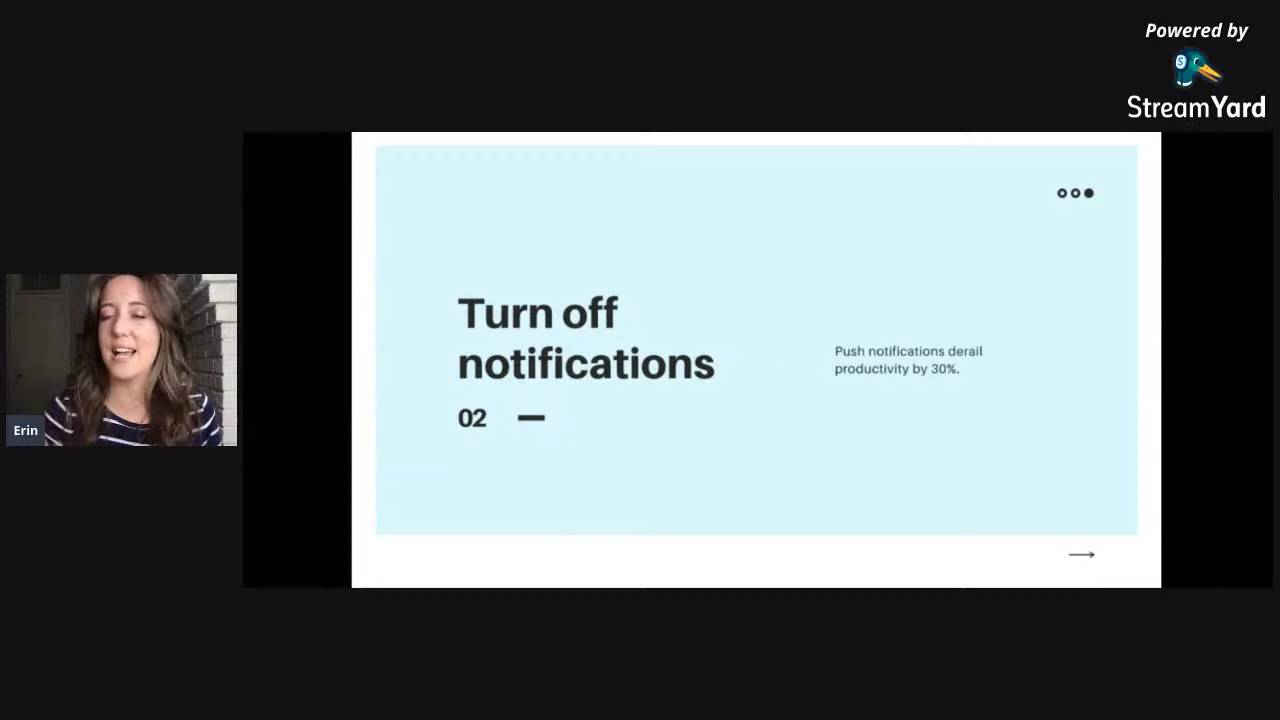 Powered by
StreamYard
Turn off
notifications
02
Push notifications derail
productivity by 30%.
Erin